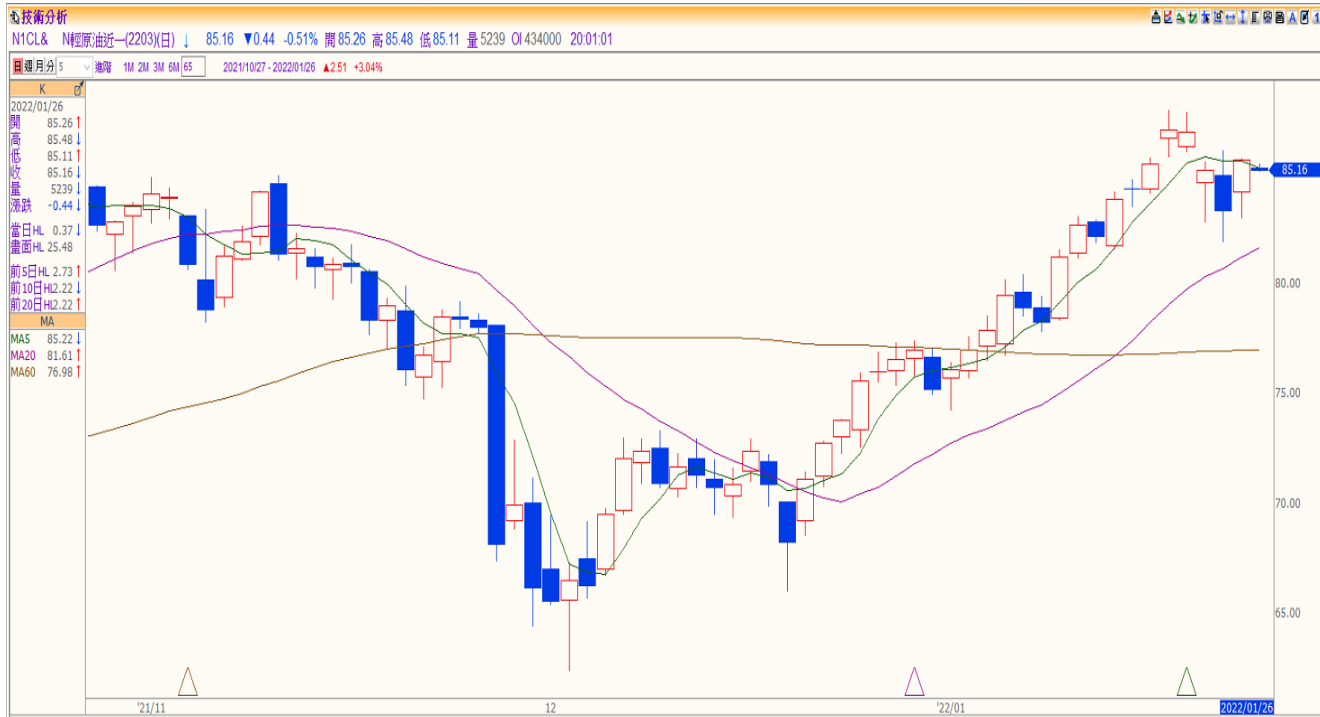 技術分析
N1CL& N輕原油近一(2203)(日) ↓ 85.16 ▼0.44 -0.51% 開 85.26 高 85.48 低 85.11 量 5239 OI 434000 20:01:01
日 週 月 分 5 進階 1M 2M 3M 6M 65 2021/10/27 - 2022/01/26 ▲2.51 +3.04%
K
2022/01/26
開 85.26 ↑
高 85.48 ↓
低 85.11 ↑
收 85.16 ↓
量 5239 ↓
漲跌 -0.44 ↓
當日HL 0.37 ↓
畫面HL 25.48
前5日HL 2.73 ↑
前10日HL2.22 ↓
前20日HL2.22 ↑
MA
MA5 85.22 ↓
MA20 81.61 ↑
MA60 76.98 ↑
85.16
80.00
75.00
70.00
65.00
'21/11 12 '22/01 2022/01/26